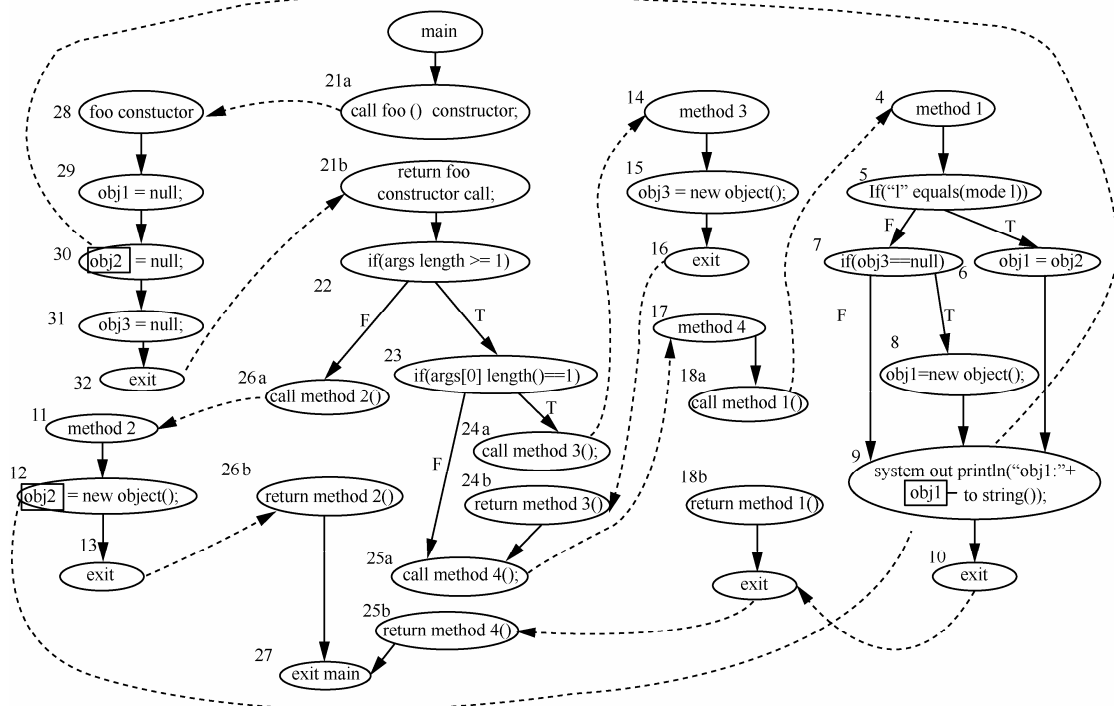 main
21a
call foo () constructor;
28
foo constuctor
14
method 3
4
method 1
29
obj1 = null;
21b
return foo
constructor call;
15
obj3 = new object();
5
If("l" equals(mode l))
F
T
30
obj2 = null;
if(args length >= 1)
22
16
exit
7
if(obj3==null)
6
obj1 = obj2
31
obj3 = null;
F
T
17
method 4
F
T
32
exit
23
if(args[0] length()==1)
8
obj1=new object();
26a
call method 2()
18a
call method 1()
11
method 2
T
24a
call method 3();
F
12
obj2 = new object();
26b
return method 2()
24b
return method 3()
18b
return method 1()
9
system out println("obj1:"+
obj1 to string());
13
exit
25a
call method 4();
exit
10
exit
25b
return method 4()
27
exit main